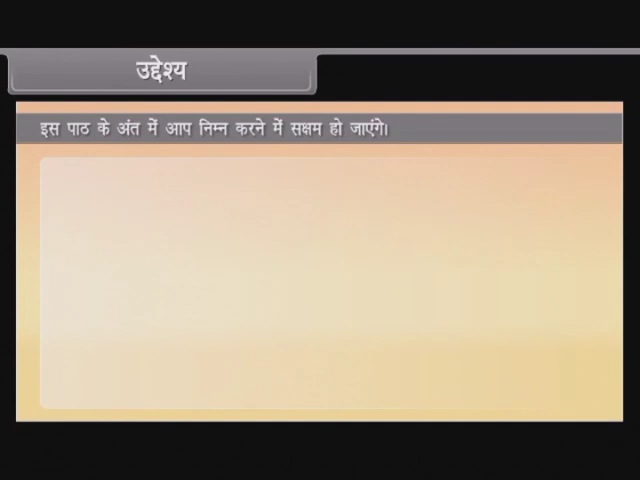 उद्देश्य
इस पाठ के अंत में आप निम्न करने में सक्षम हो जाएंगे।